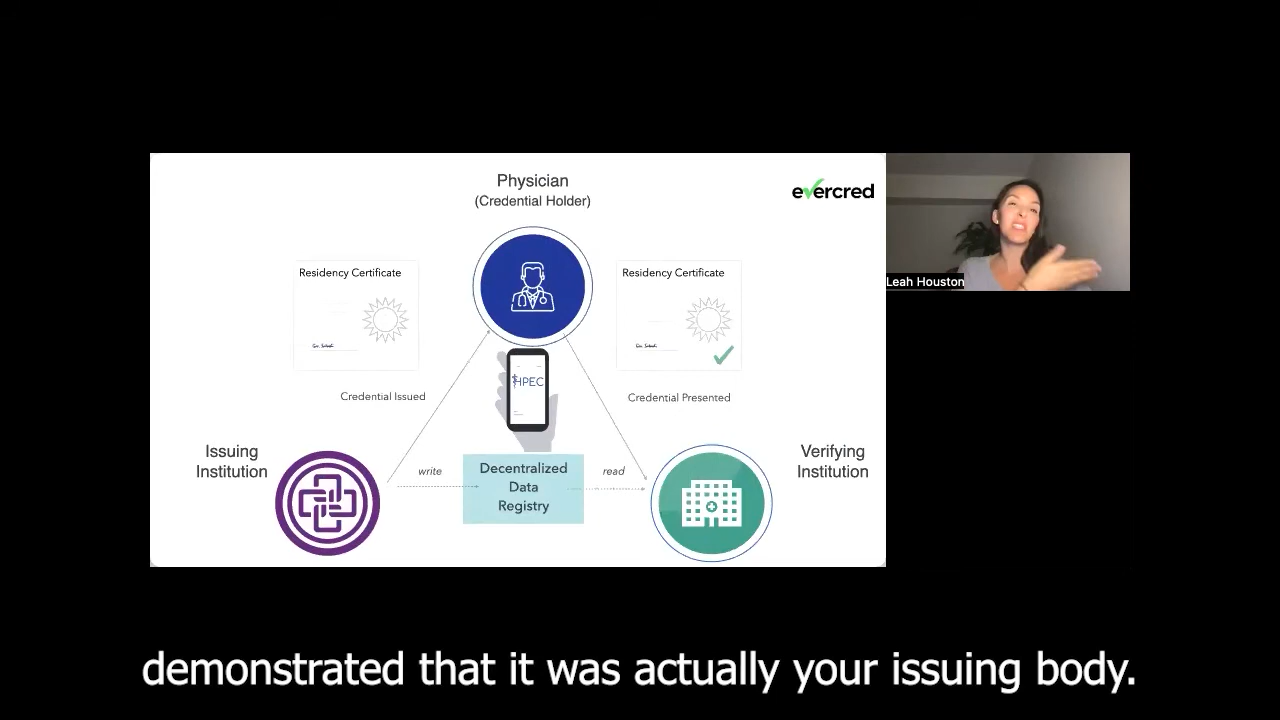 Physician
(Credential Holder)
evercred
Residency Certificate
Residency Certificate
HPEC
Credential Issued
Credential Presented
Issuing
Institution
Verifying
Institution
write
Decentralized
Data
Registry
read
Leah Houston
demonstrated that it was actually your issuing body.